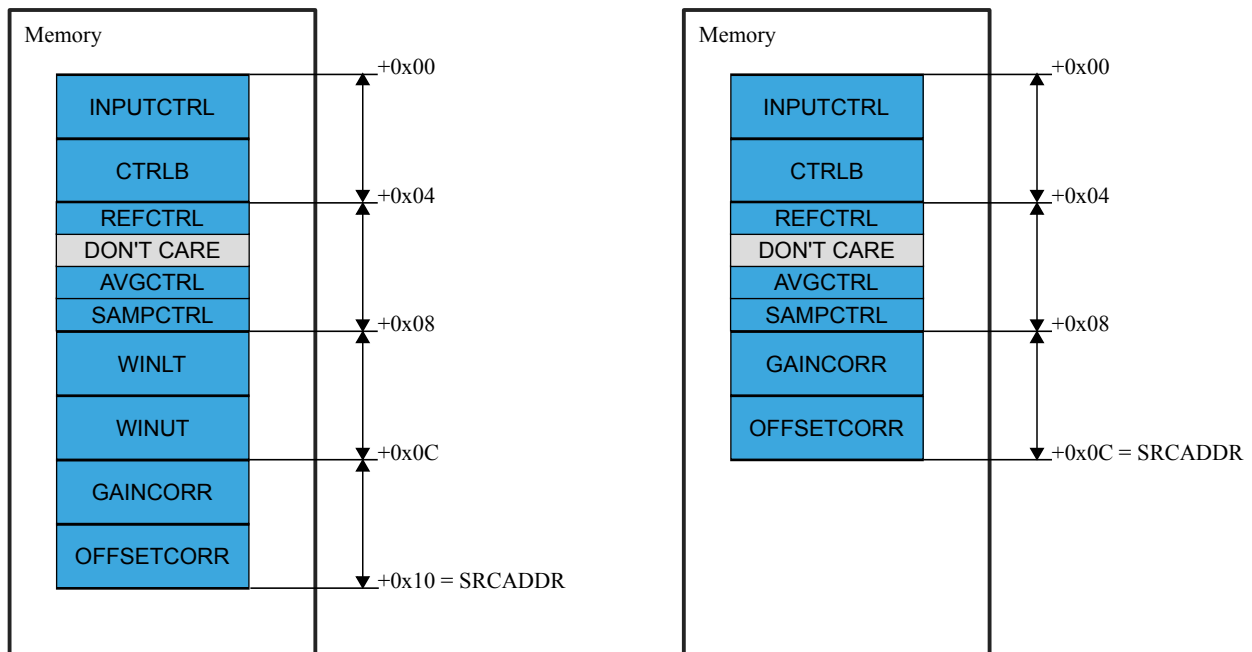 Memory
+0x00
INPUTCTRL
CTRLB
+0x04
REFCTRL
DON'T CARE
AVGCTRL
SAMPCTRL
+0x08
WINLT
WINUT
+0x0C
GAINCORR
OFFSETCORR
+0x10 = SRCADDR
Memory
+0x00
INPUTCTRL
CTRLB
+0x04
REFCTRL
DON'T CARE
AVGCTRL
SAMPCTRL
+0x08
GAINCORR
OFFSETCORR
+0x0C = SRCADDR